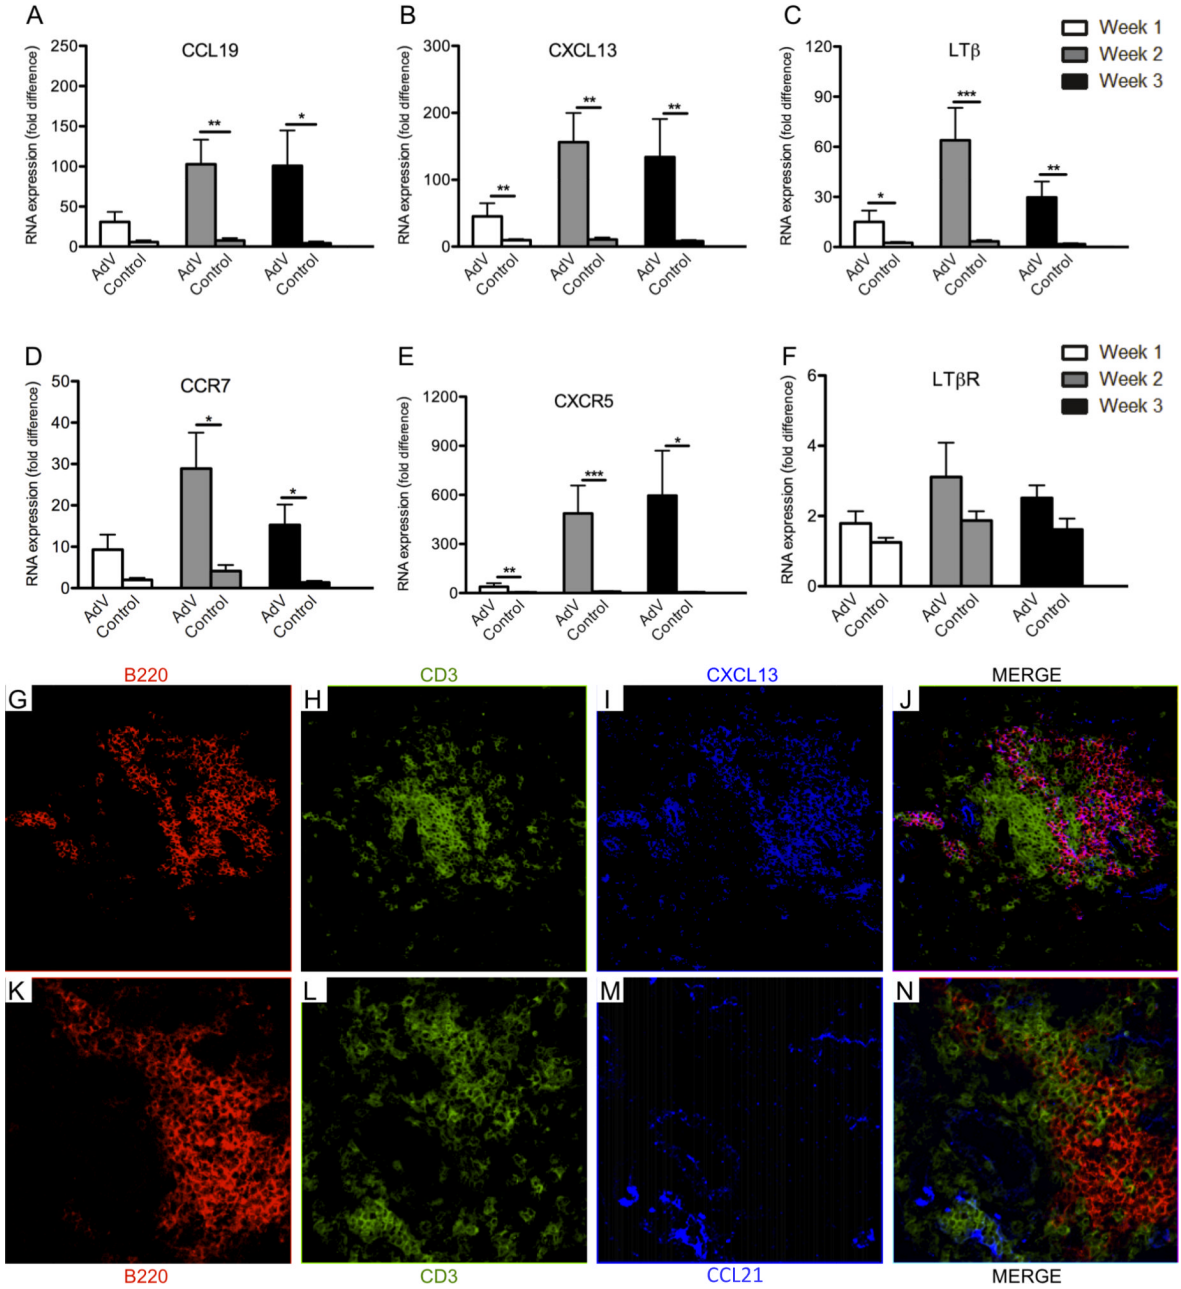 A
B
C
CCL19
CXCL13
LTβ
Week 1
Week 2
Week 3
RNA expression (fold difference)
250
200
150
100
50
0
** *
AdV Control AdV Control AdV Control
RNA expression (fold difference)
300
200
100
0
** ** **
AdV Control AdV Control AdV Control
RNA expression (fold difference)
120
90
60
30
0
* *** **
AdV Control AdV Control AdV Control
D
E
F
CCR7
CXCR5
LTβR
Week 1
Week 2
Week 3
RNA expression (fold difference)
50
40
30
20
10
0
* *
AdV Control AdV Control AdV Control
RNA expression (fold difference)
1200
900
600
300
0
** *** *
AdV Control AdV Control AdV Control
RNA expression (fold difference)
6
4
2
0
AdV Control AdV Control AdV Control
B220 CD3 CXCL13 MERGE
G H I J
K L M N
B220 CD3 CCL21 MERGE